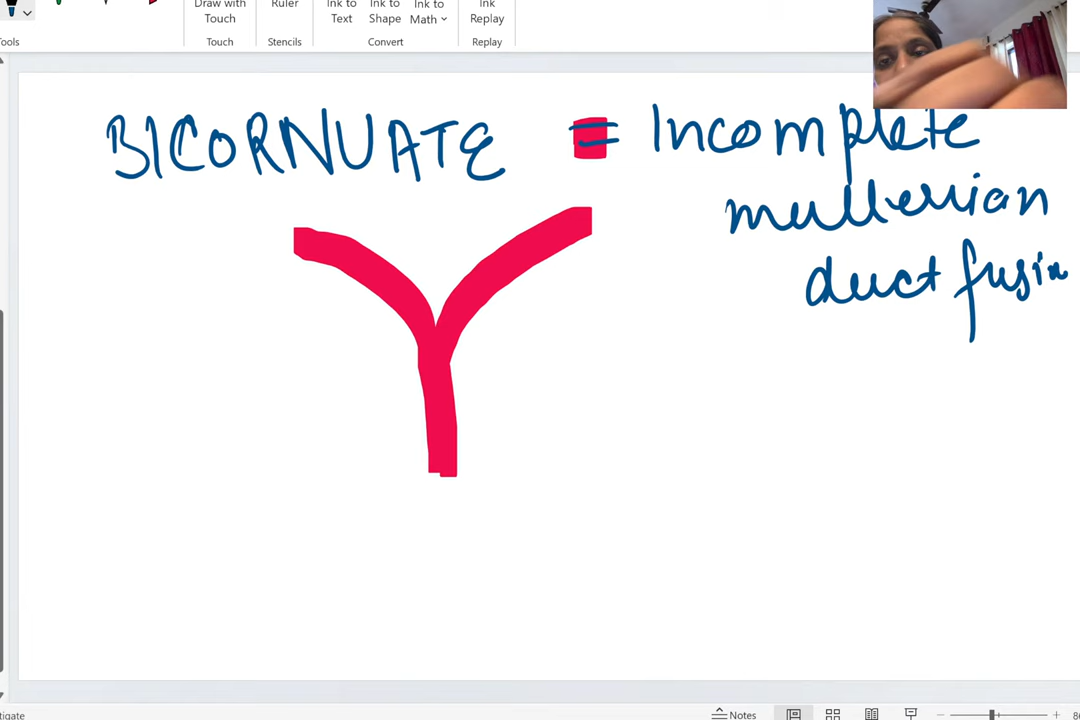 Draw with Touch
Ruler
Ink to Text
Ink to Shape
Ink to Math
Ink Replay
Tools
Touch
Stencils
Convert
Replay
BICORNUATE = Incomplete
mullerian
duct fusion
Notes